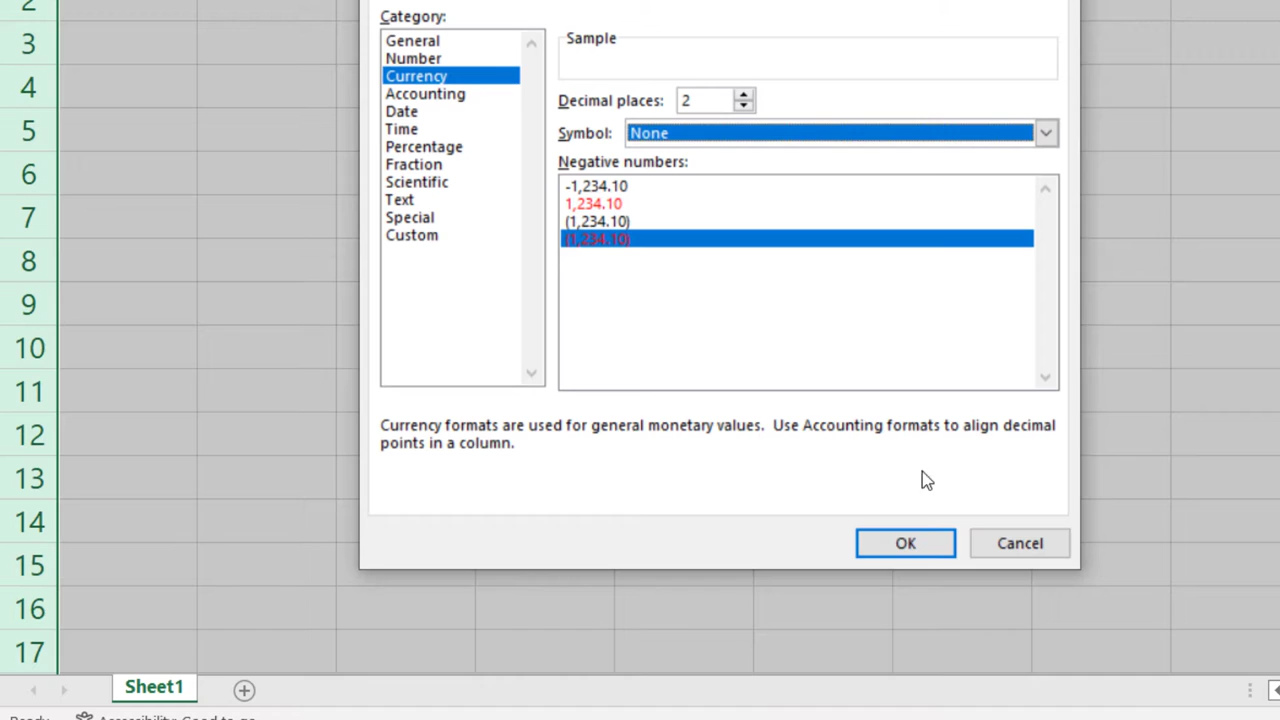 2
3
4
5
6
7
8
9
10
11
12
13
14
15
16
17
Category:
General
Number
Currency
Accounting
Date
Time
Percentage
Fraction
Scientific
Text
Special
Custom
Sample
Decimal places: 2
Symbol: None
Negative numbers:
-1,234.10
1,234.10
(1,234.10)
(1,234.10)
Currency formats are used for general monetary values.  Use Accounting formats to align decimal
points in a column.
OK Cancel
Sheet1
Ready Accessibility: Good to go